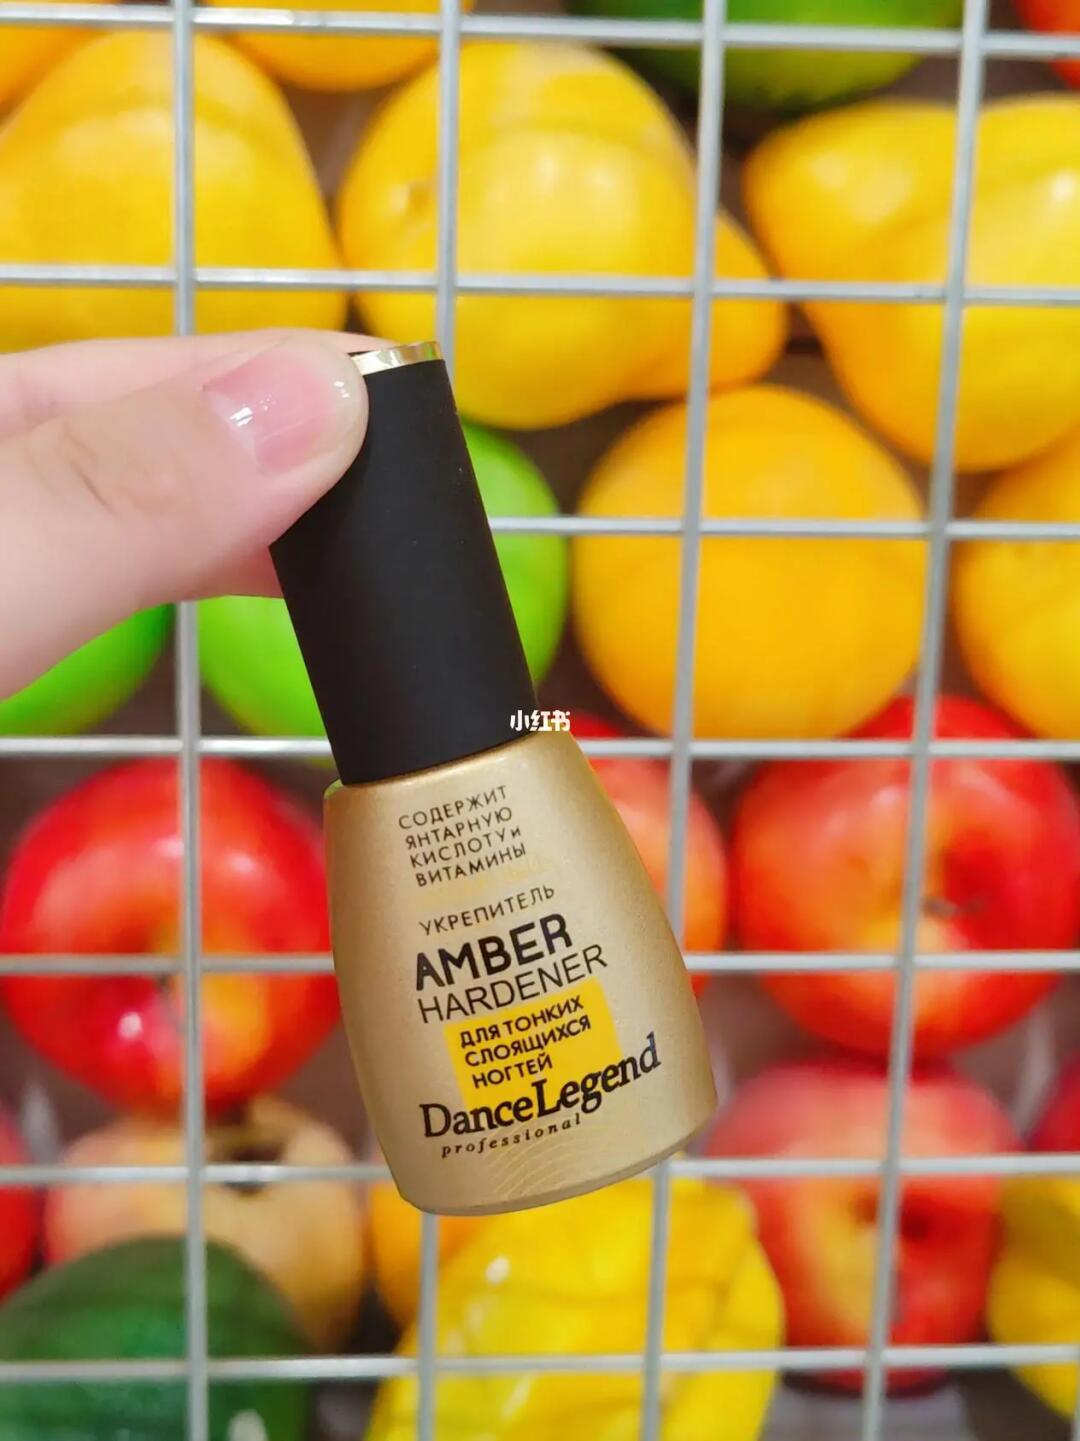 小红书
СОДЕРЖИТ
ЯНТАРНУЮ
КИСЛОТУ и
ВИТАМИНЫ
УКРЕПИТЕЛЬ
AMBER
HARDENER
ДЛЯ ТОНКИХ
СЛОЯЩИХСЯ
НОГТЕЙ
DanceLegend
professional